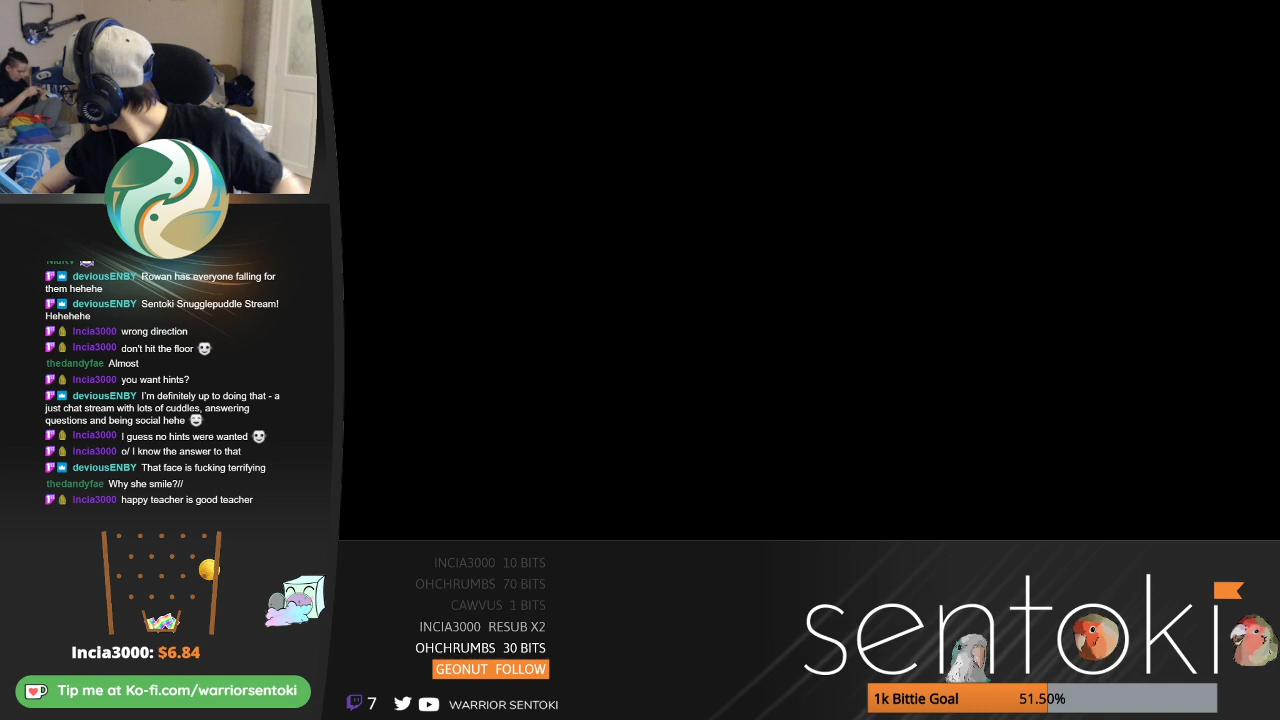 deviousENBY Rowan has everyone falling for
them hehehe
deviousENBY Sentoki Snugglepuddle Stream!
Hehehehe
Incia3000 wrong direction
Incia3000 don't hit the floor
thedandyfae Almost
Incia3000 you want hints?
deviousENBY I'm definitely up to doing that - a
just chat stream with lots of cuddles, answering
questions and being social hehe
Incia3000 I guess no hints were wanted
Incia3000 o/ I know the answer to that
deviousENBY That face is fucking terrifying
thedandyfae Why she smile?//
Incia3000 happy teacher is good teacher
Incia3000: $6.84
Tip me at Ko-fi.com/warriorsentoki
INCIA3000 10 BITS
OHCHRUMBS 70 BITS
CAWVUS 1 BITS
INCIA3000 RESUB X2
OHCHRUMBS 30 BITS
GEONUT FOLLOW
7 WARRIOR SENTOKI
sentoki
1k Bittie Goal 51.50%